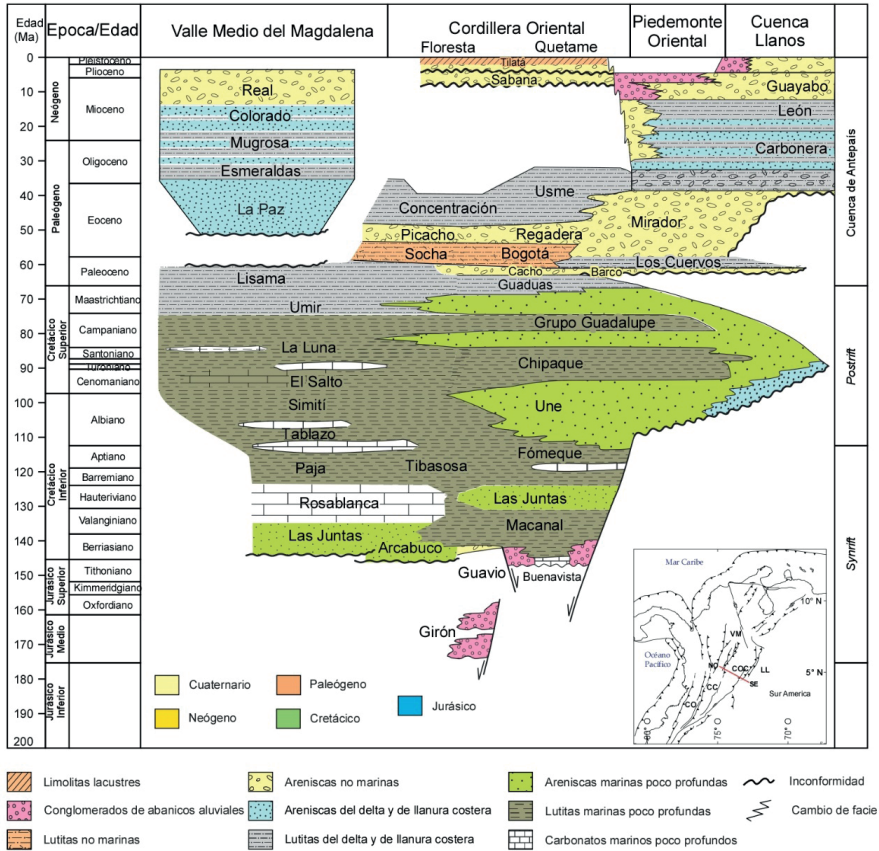 Edad (Ma)
Epoca/Edad
Valle Medio del Magdalena
Cordillera Oriental
Floresta
Quetame
Piedemonte Oriental
Cuenca Llanos
0
10
20
30
40
50
60
70
80
90
100
110
120
130
140
150
160
170
180
190
200
Neógeno
Paleógeno
Cretácico Superior
Cretácico Inferior
Jurásico Superior
Jurásico Medio
Jurásico Inferior
Pleistoceno
Plioceno
Mioceno
Oligoceno
Eoceno
Paleoceno
Maastrichtiano
Campaniano
Santoniano
Turoniano
Cenomaniano
Albiano
Aptiano
Barremiano
Hauteriviano
Valanginiano
Berriasiano
Tithoniano
Kimmeridgiano
Oxfordiano
Real
Colorado
Mugrosa
Esmeraldas
La Paz
Lisama
Umir
La Luna
El Salto
Simití
Tablazo
Paja
Rosablanca
Las Juntas
Arcabuco
Tibasosa
Girón
Guavio
Buenavista
Macanal
Las Juntas
Fómeque
Une
Chipaque
Grupo Guadalupe
Guaduas
Cacho
Barco
Socha
Bogotá
Los Cuervos
Picacho
Regadera
Mirador
Concentración
Usme
Tilatá
Sabana
Guayabo
León
Carbonera
Cuenca de Antepaís
Postrift
Synrift
Cuaternario
Neógeno
Paleógeno
Cretácico
Jurásico
Mar Caribe
Océano Pacífico
Sur America
VM
NO
COC
LL
SE
CC
CO
10° N
5° N
80° O
75° O
70° O
Limolitas lacustres
Conglomerados de abanicos aluviales
Lutitas no marinas
Areniscas no marinas
Areniscas del delta y de llanura costera
Lutitas del delta y de llanura costera
Areniscas marinas poco profundas
Lutitas marinas poco profundas
Carbonatos marinos poco profundos
Inconformidad
Cambio de facie